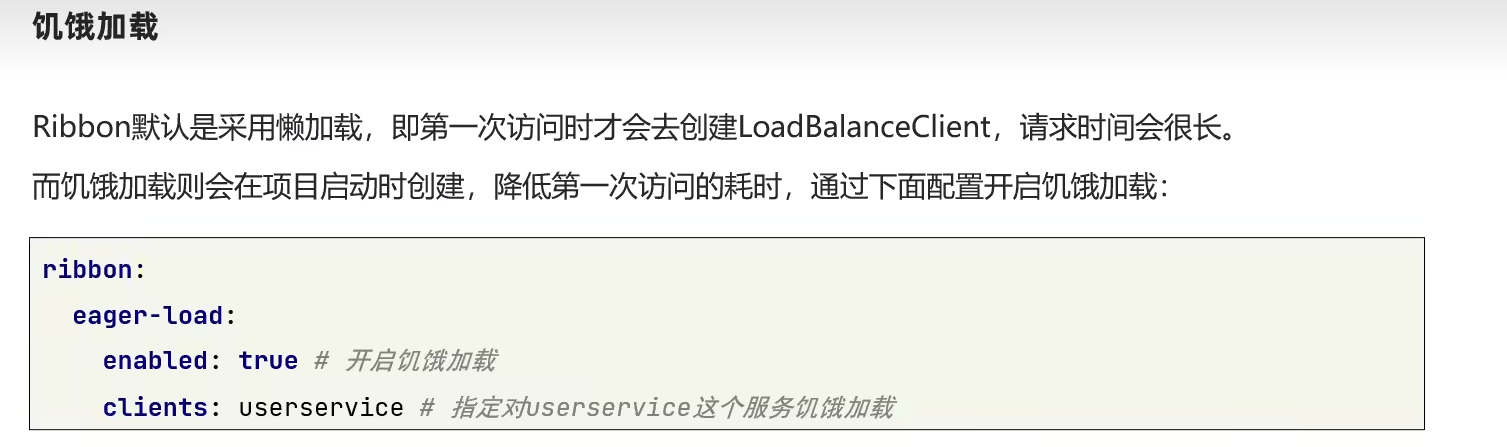 饥饿加载
Ribbon默认是采用懒加载，即第一次访问时才会去创建LoadBalanceClient，请求时间会很长。
而饥饿加载则会在项目启动时创建，降低第一次访问的耗时，通过下面配置开启饥饿加载：
ribbon:
  eager-load:
    enabled: true # 开启饥饿加载
    clients: userservice # 指定对userservice这个服务饥饿加载